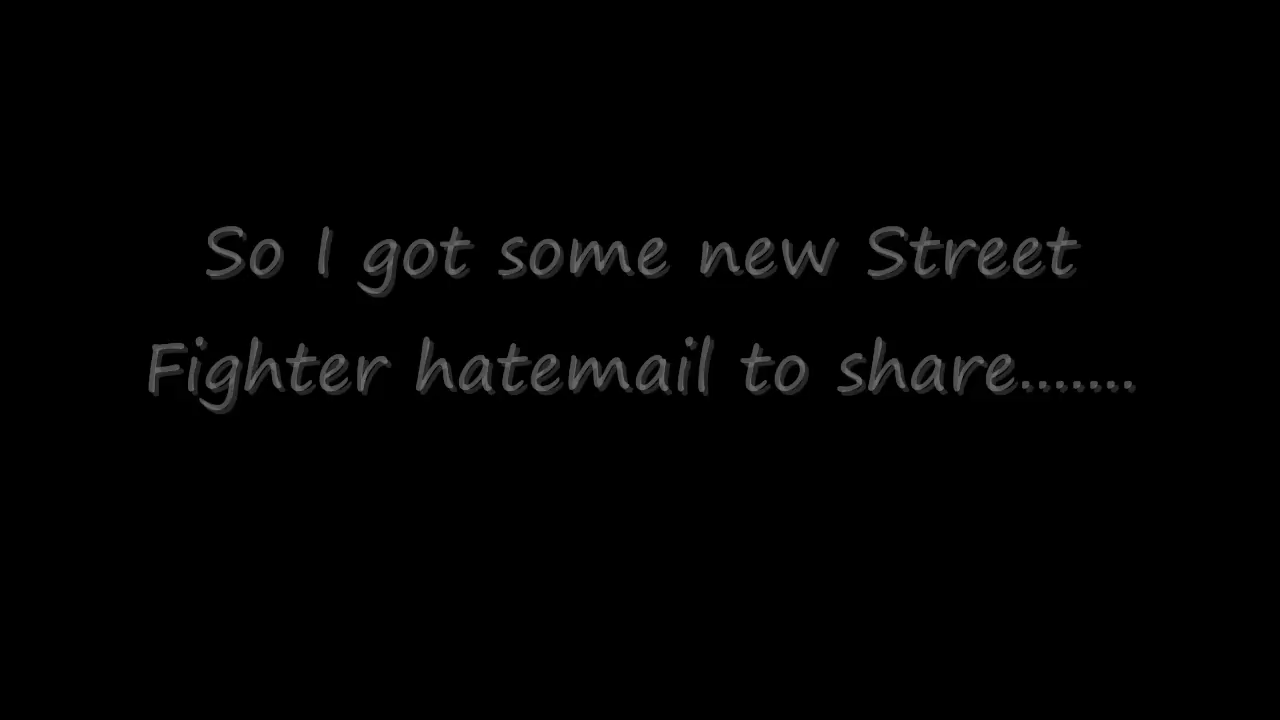 So I got some new Street
Fighter hatemail to share.......